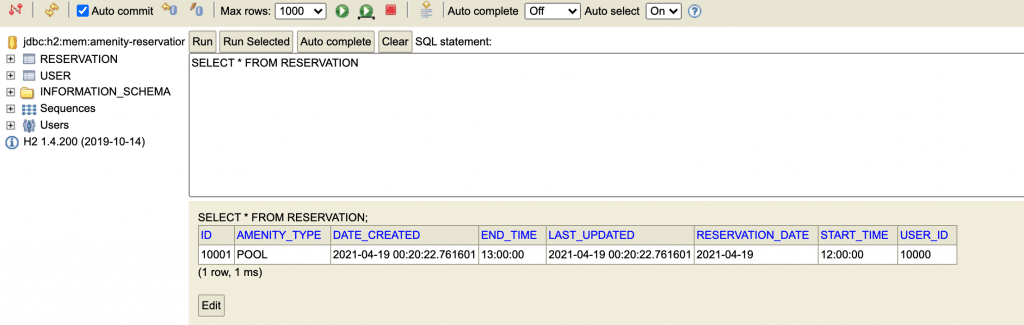 Auto commit Max rows: 1000 Auto complete Off Auto select On ?
jdbc:h2:mem:amenity-reservation
Run Run Selected Auto complete Clear SQL statement:
RESERVATION
USER
INFORMATION_SCHEMA
Sequences
Users
H2 1.4.200 (2019-10-14)
SELECT * FROM RESERVATION
SELECT * FROM RESERVATION;
ID AMENITY_TYPE DATE_CREATED END_TIME LAST_UPDATED RESERVATION_DATE START_TIME USER_ID
10001 POOL 2021-04-19 00:20:22.761601 13:00:00 2021-04-19 00:20:22.761601 2021-04-19 12:00:00 10000
(1 row, 1 ms)
Edit